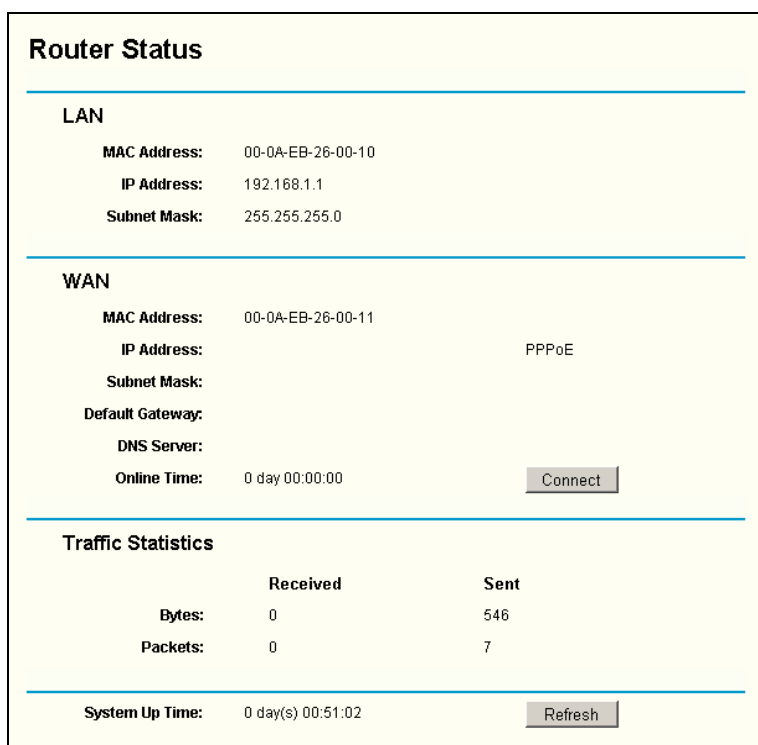 Router Status
LAN
MAC Address: 00-0A-EB-26-00-10
IP Address: 192.168.1.1
Subnet Mask: 255.255.255.0
WAN
MAC Address: 00-0A-EB-26-00-11
IP Address: PPPoE
Subnet Mask:
Default Gateway:
DNS Server:
Online Time: 0 day 00:00:00 Connect
Traffic Statistics
Received Sent
Bytes: 0 546
Packets: 0 7
System Up Time: 0 day(s) 00:51:02 Refresh